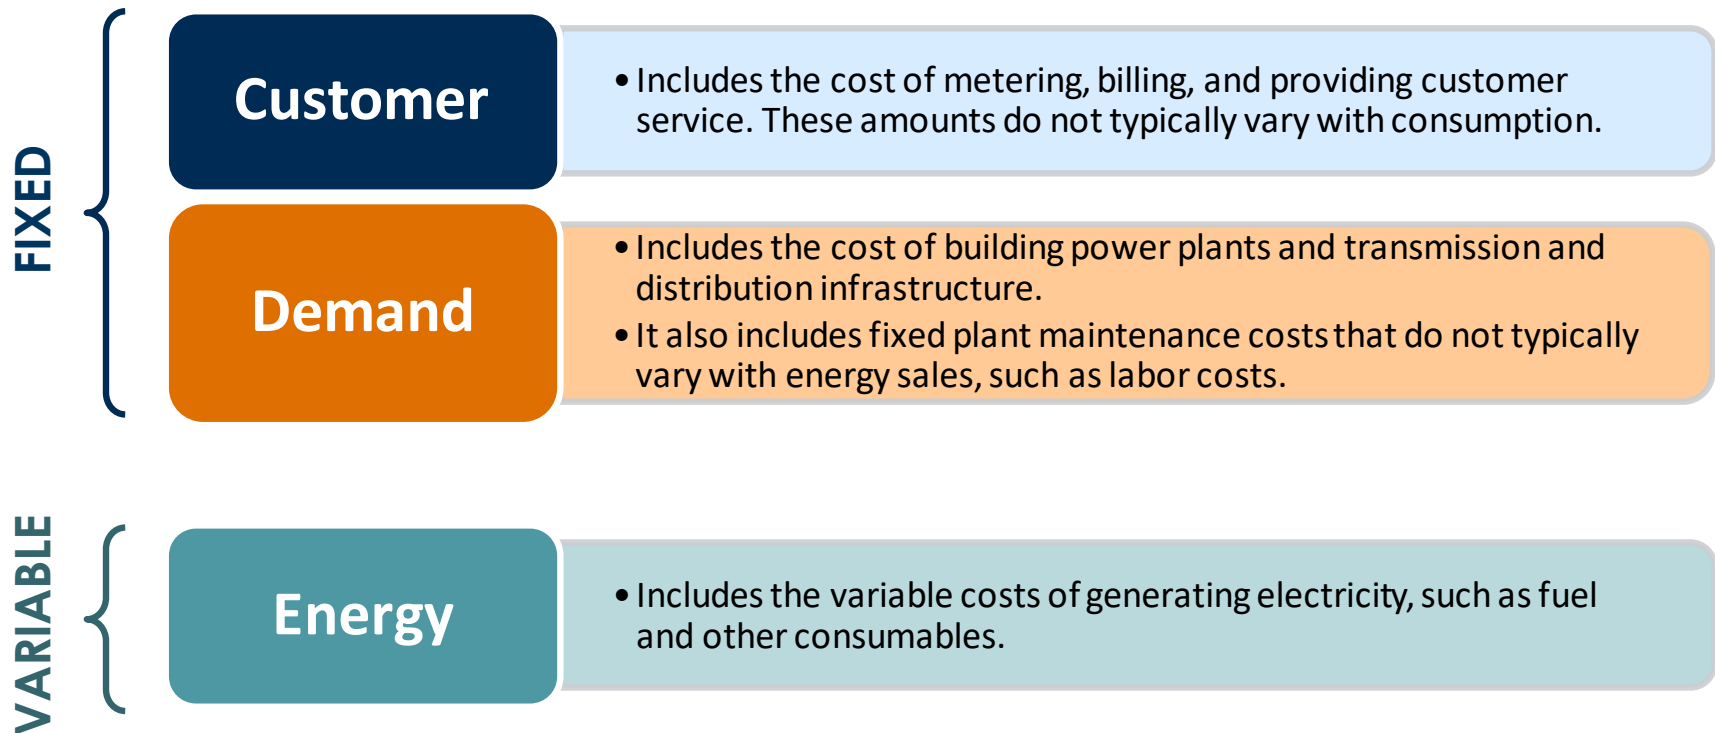 FIXED
Customer
• Includes the cost of metering, billing, and providing customer
service. These amounts do not typically vary with consumption.
Demand
• Includes the cost of building power plants and transmission and
distribution infrastructure.
• It also includes fixed plant maintenance costs that do not typically
vary with energy sales, such as labor costs.
VARIABLE
Energy
• Includes the variable costs of generating electricity, such as fuel
and other consumables.